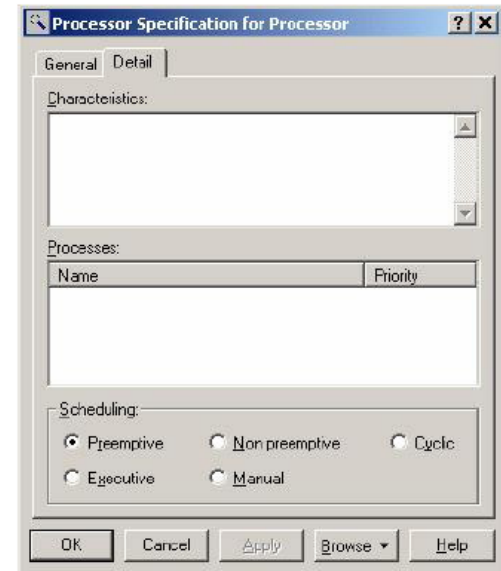 Processor Specification for Processor
General Detail
Characteristics:
Processes:
Name Priority
Scheduling:
Preemptive Non preemptive Cyclic
Executive Manual
OK Cancel Apply Browse Help